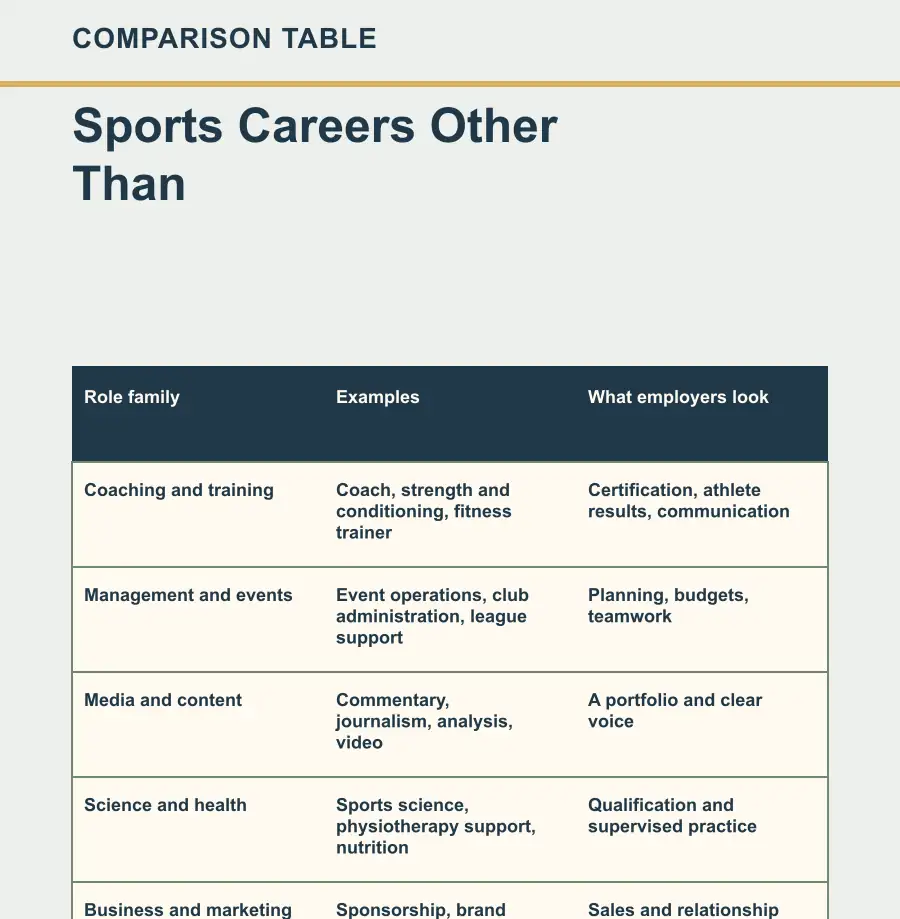 COMPARISON TABLE
Sports Careers Other
Than
Role family
Examples
What employers look
Coaching and training
Coach, strength and
conditioning, fitness
trainer
Certification, athlete
results, communication
Management and events
Event operations, club
administration, league
support
Planning, budgets,
teamwork
Media and content
Commentary,
journalism, analysis,
video
A portfolio and clear
voice
Science and health
Sports science,
physiotherapy support,
nutrition
Qualification and
supervised practice
Business and marketing
Sponsorship, brand
Sales and relationship